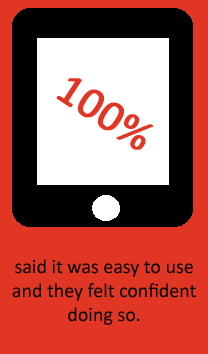 100%
said it was easy to use
and they felt confident
doing so.